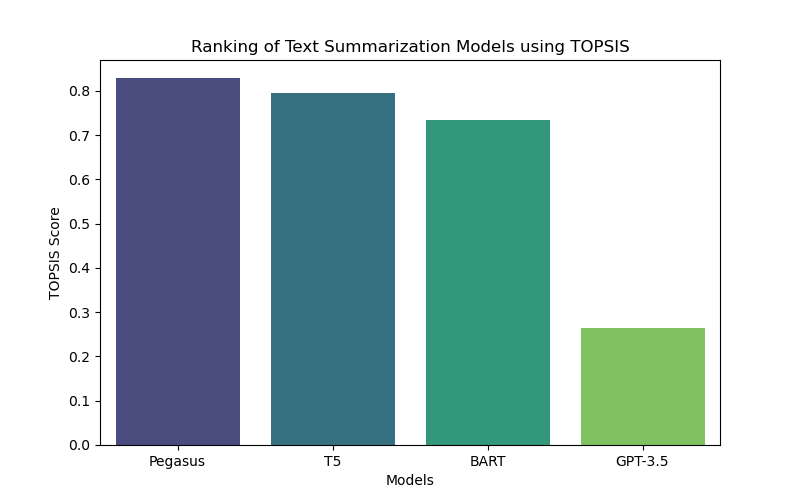 Ranking of Text Summarization Models using TOPSIS
TOPSIS Score
0.8
0.7
0.6
0.5
0.4
0.3
0.2
0.1
0.0
Pegasus
T5
BART
GPT-3.5
Models